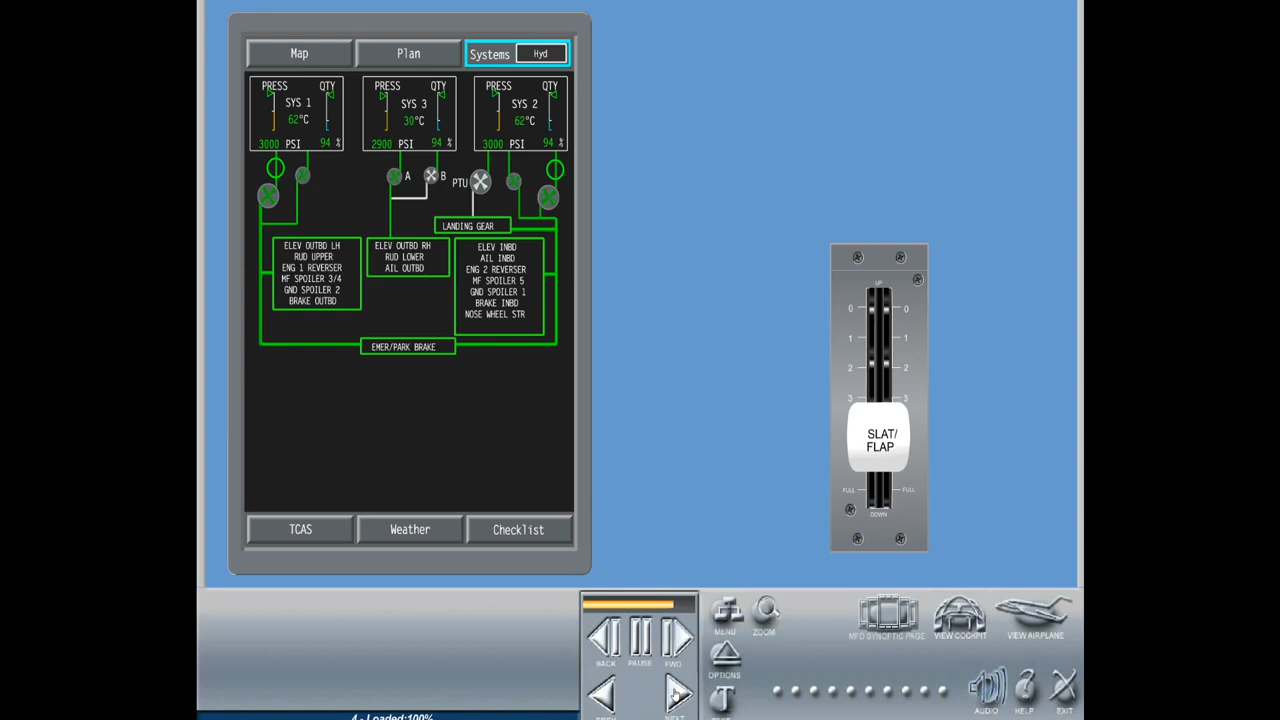 Map
Plan
Systems
Hyd
PRESS QTY
SYS 1
62°C
3000 PSI 94 %
PRESS QTY
SYS 3
30°C
2900 PSI 94 %
PRESS QTY
SYS 2
62°C
3000 PSI 94 %
A
B
PTU
LANDING GEAR
ELEV OUTBD LH
RUD UPPER
ENG 1 REVERSER
MF SPOILER 3/4
GND SPOILER 2
BRAKE OUTBD
ELEV OUTBD RH
RUD LOWER
AIL OUTBD
ELEV INBD
AIL INBD
ENG 2 REVERSER
MF SPOILER 5
GND SPOILER 1
BRAKE INBD
NOSE WHEEL STR
EMER/PARK BRAKE
TCAS
Weather
Checklist
UP
0 0
1 1
2 2
3 3
SLAT/
FLAP
FULL FULL
DOWN
BACK
PAUSE
FWD
MENU
ZOOM
OPTIONS
MFD SYNOPTIC PAGE
VIEW COCKPIT
VIEW AIRPLANE
AUDIO
HELP
EXIT
NEXT
4 - Loaded:100%